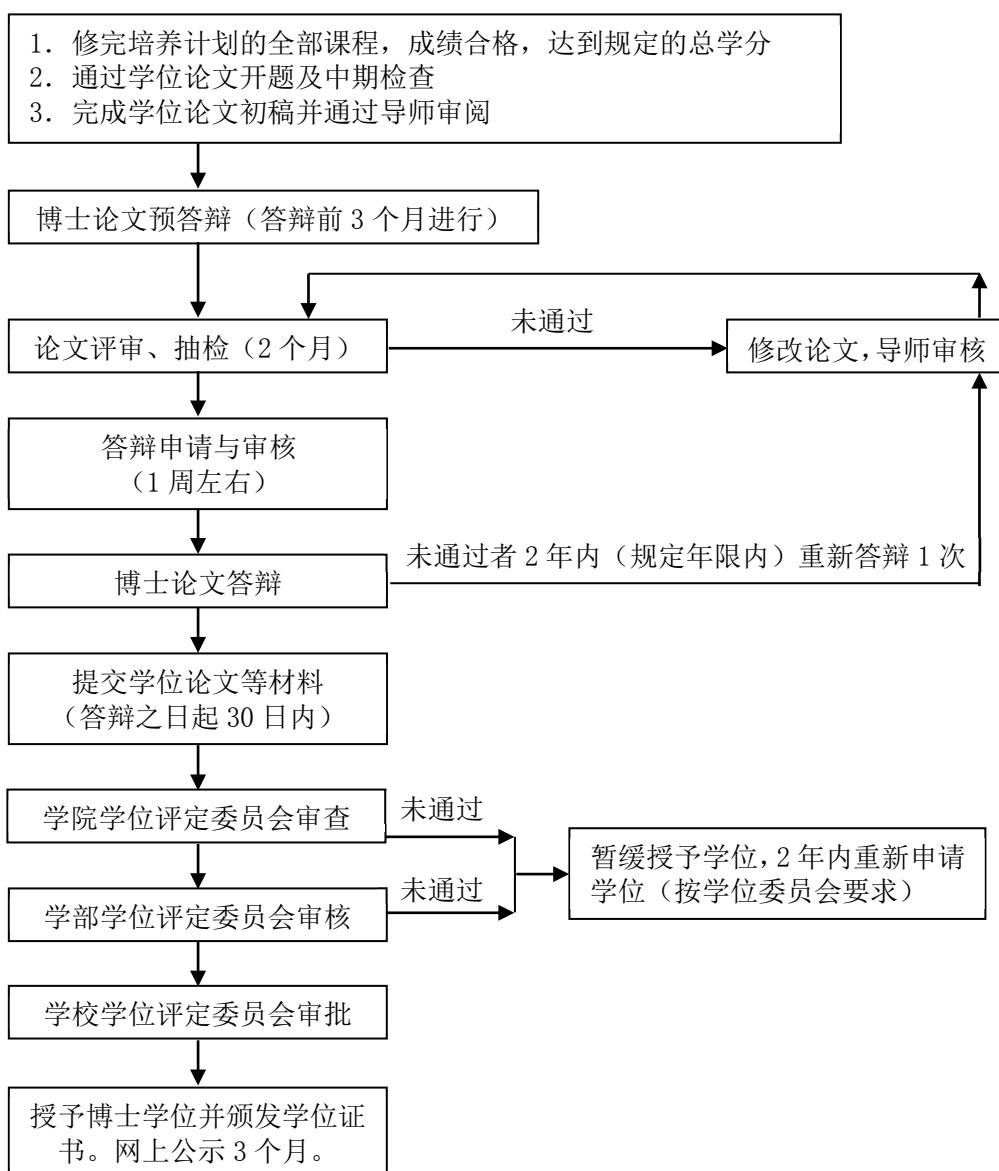 1. 修完培养计划的全部课程，成绩合格，达到规定的总学分
2. 通过学位论文开题及中期检查
3. 完成学位论文初稿并通过导师审阅
博士论文预答辩（答辩前 3 个月进行）
论文评审、抽检（2 个月）
未通过
修改论文，导师审核
答辩申请与审核
（1 周左右）
博士论文答辩
未通过者 2 年内（规定年限内）重新答辩 1 次
提交学位论文等材料
（答辩之日起 30 日内）
学院学位评定委员会审查
未通过
暂缓授予学位，2 年内重新申请
学位（按学位委员会要求）
学部学位评定委员会审核
未通过
学校学位评定委员会审批
授予博士学位并颁发学位证
书。网上公示 3 个月。